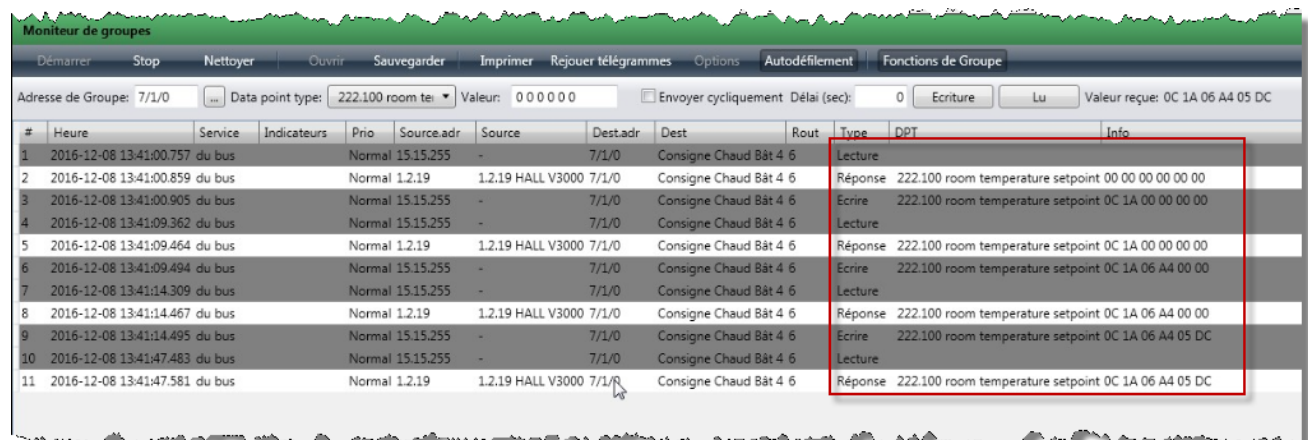 Moniteur de groupes
Démarrer Stop Nettoyer Ouvrir Sauvegarder Imprimer Rejouer télégrammes Options Autodéfilement Fonctions de Groupe
Adresse de Groupe: 7/1/0 ... Data point type: 222.100 room te Valeur: 0 0 0 0 0 0 Envoyer cycliquement Délai (sec): 0 Ecriture Lu Valeur reçue: 0C 1A 06 A4 05 DC
# Heure Service Indicateurs Prio Source.adr Source Dest.adr Dest Rout Type DPT Info
1 2016-12-08 13:41:00.757 du bus Normal 15.15.255 - 7/1/0 Consigne Chaud Bât 4 6 Lecture
2 2016-12-08 13:41:00.859 du bus Normal 1.2.19 1.2.19 HALL V3000 7/1/0 Consigne Chaud Bât 4 6 Réponse 222.100 room temperature setpoint 00 00 00 00 00 00
3 2016-12-08 13:41:00.905 du bus Normal 15.15.255 - 7/1/0 Consigne Chaud Bât 4 6 Ecrire 222.100 room temperature setpoint 0C 1A 00 00 00 00
4 2016-12-08 13:41:09.362 du bus Normal 15.15.255 - 7/1/0 Consigne Chaud Bât 4 6 Lecture
5 2016-12-08 13:41:09.464 du bus Normal 1.2.19 1.2.19 HALL V3000 7/1/0 Consigne Chaud Bât 4 6 Réponse 222.100 room temperature setpoint 0C 1A 00 00 00 00
6 2016-12-08 13:41:09.494 du bus Normal 15.15.255 - 7/1/0 Consigne Chaud Bât 4 6 Ecrire 222.100 room temperature setpoint 0C 1A 06 A4 00 00
7 2016-12-08 13:41:14.309 du bus Normal 15.15.255 - 7/1/0 Consigne Chaud Bât 4 6 Lecture
8 2016-12-08 13:41:14.467 du bus Normal 1.2.19 1.2.19 HALL V3000 7/1/0 Consigne Chaud Bât 4 6 Réponse 222.100 room temperature setpoint 0C 1A 06 A4 00 00
9 2016-12-08 13:41:14.495 du bus Normal 15.15.255 - 7/1/0 Consigne Chaud Bât 4 6 Ecrire 222.100 room temperature setpoint 0C 1A 06 A4 05 DC
10 2016-12-08 13:41:47.483 du bus Normal 15.15.255 - 7/1/0 Consigne Chaud Bât 4 6 Lecture
11 2016-12-08 13:41:47.581 du bus Normal 1.2.19 1.2.19 HALL V3000 7/1/0 Consigne Chaud Bât 4 6 Réponse 222.100 room temperature setpoint 0C 1A 06 A4 05 DC